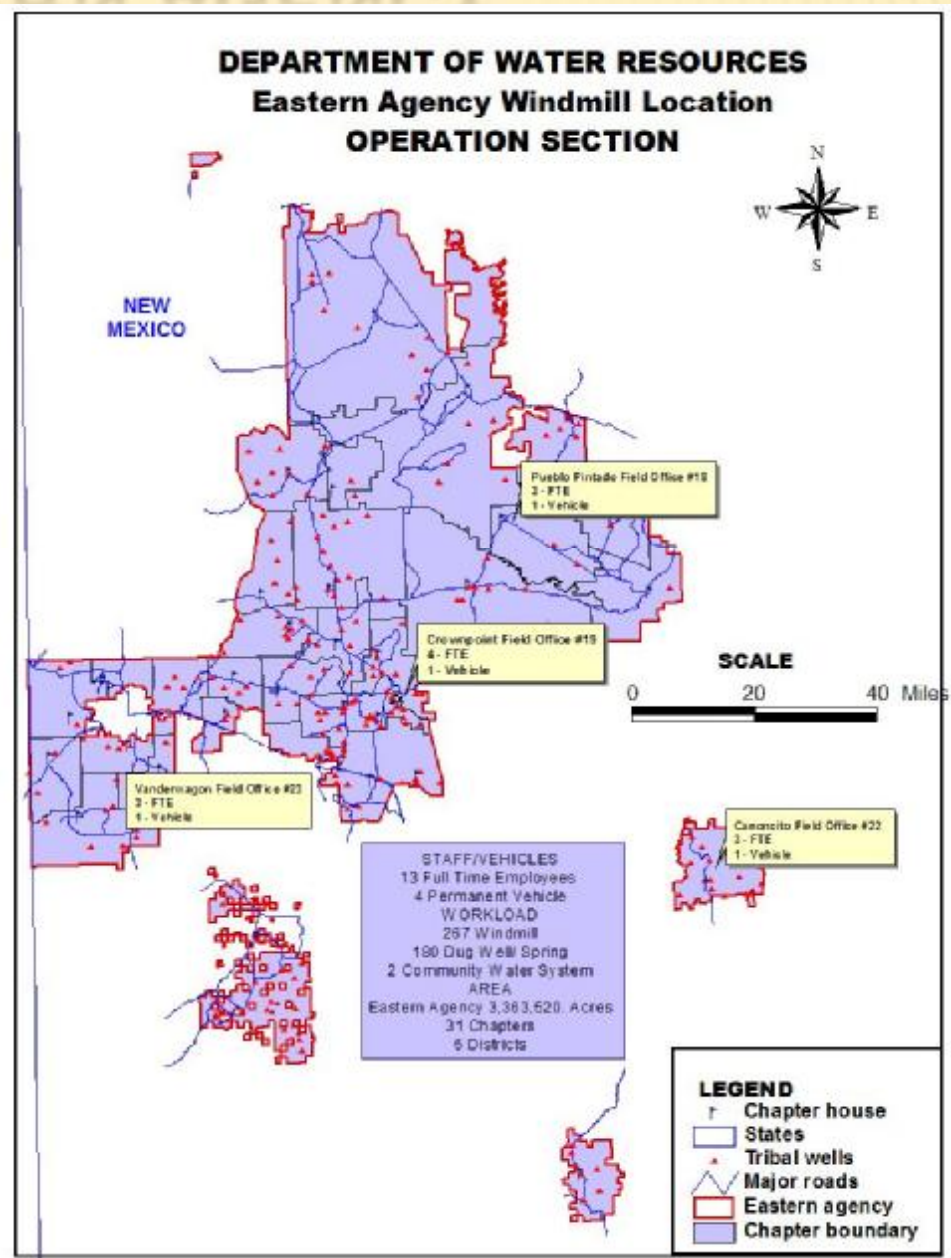 DEPARTMENT OF WATER RESOURCES
Eastern Agency Windmill Location
OPERATION SECTION
N
W E
S
NEW
MEXICO
Pueblo Pintado Field Office #18
3 - FTE
1 - Vehicle
Crownpoint Field Office #19
4 - FTE
1 - Vehicle
SCALE
0 20 40 Miles
Vanderwagon Field Office #23
3 - FTE
1 - Vehicle
Canoncito Field Office #22
3 - FTE
1 - Vehicle
STAFF/VEHICLES
13 Full Time Employees
4 Permanent Vehicle
WORKLOAD
267 Windmill
180 Dug Well/ Spring
2 Community Water System
AREA
Eastern Agency 3,363,520. Acres
31 Chapters
6 Districts
LEGEND
Chapter house
States
Tribal wells
Major roads
Eastern agency
Chapter boundary